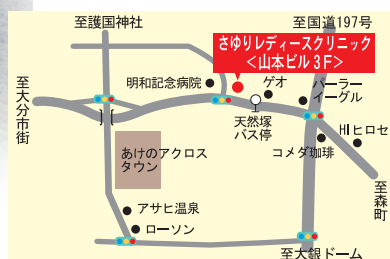 至護国神社
至国道197号
さゆりレディースクリニック
＜山本ビル3F＞
至大分市街
明和記念病院
ゲオ
パーラー
イーグル
天然塚
バス停
HIヒロセ
コメダ珈琲
あけのアクロス
タウン
至森町
アサヒ温泉
ローソン
至大銀ドーム